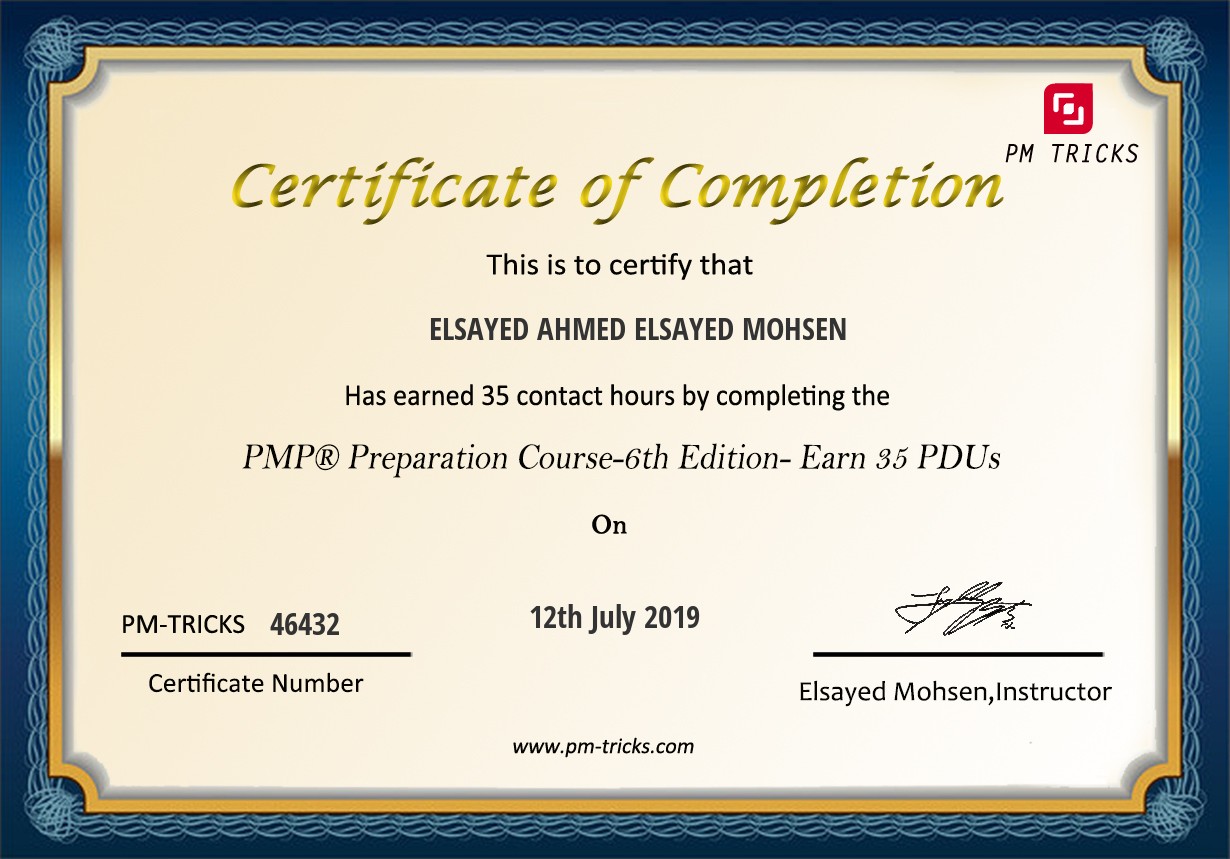 PM TRICKS
Certificate of Completion
This is to certify that
ELSAYED AHMED ELSAYED MOHSEN
Has earned 35 contact hours by completing the
PMP® Preparation Course-6th Edition- Earn 35 PDUs
On
PM-TRICKS 46432
12th July 2019
Certificate Number
Elsayed Mohsen,Instructor
www.pm-tricks.com